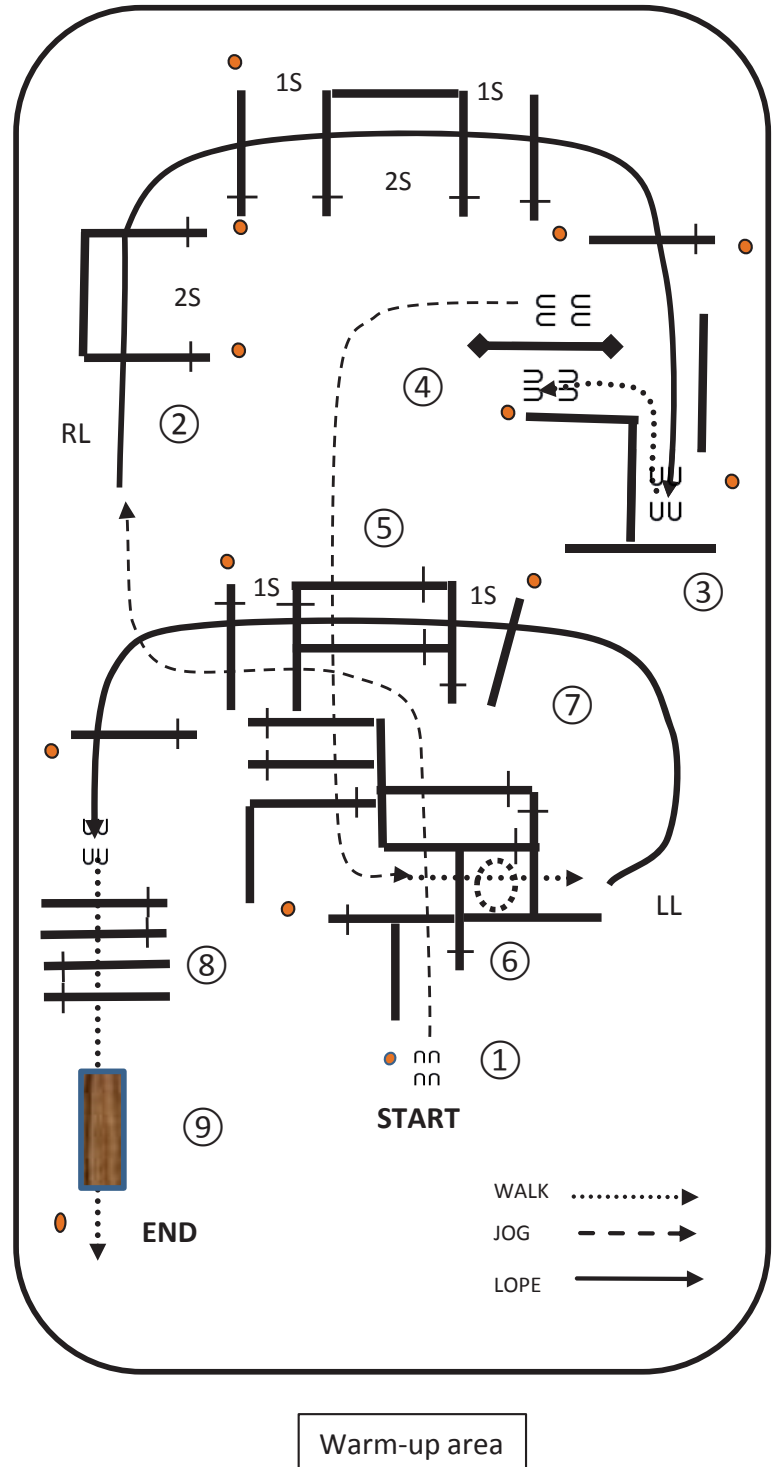 1S
1S
2S
2S
④
RL
②
⑤
③
1S
1S
⑦
LL
⑧
⑥
①
START
⑨
WALK
END
JOG
LOPE
Warm-up area